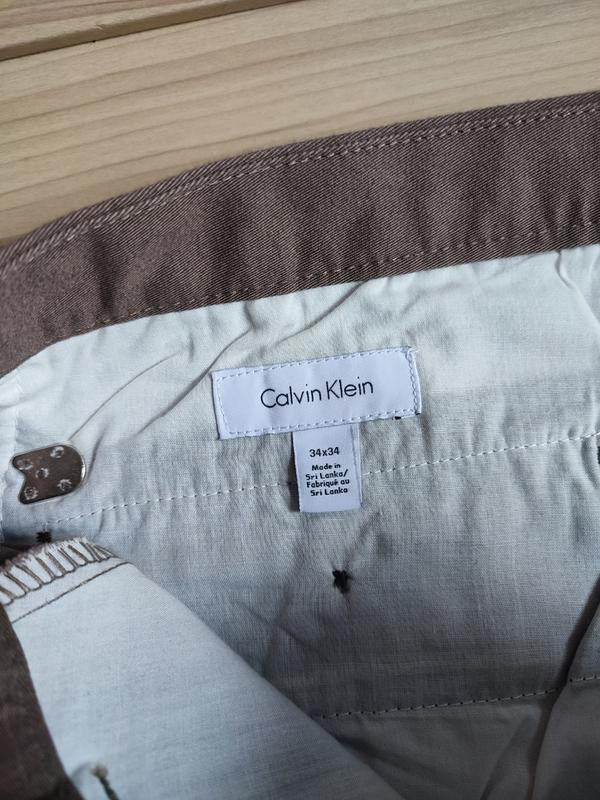 Calvin Klein
34x34
Made in
Sri Lanka/
Fabriqué au
Sri Lanka